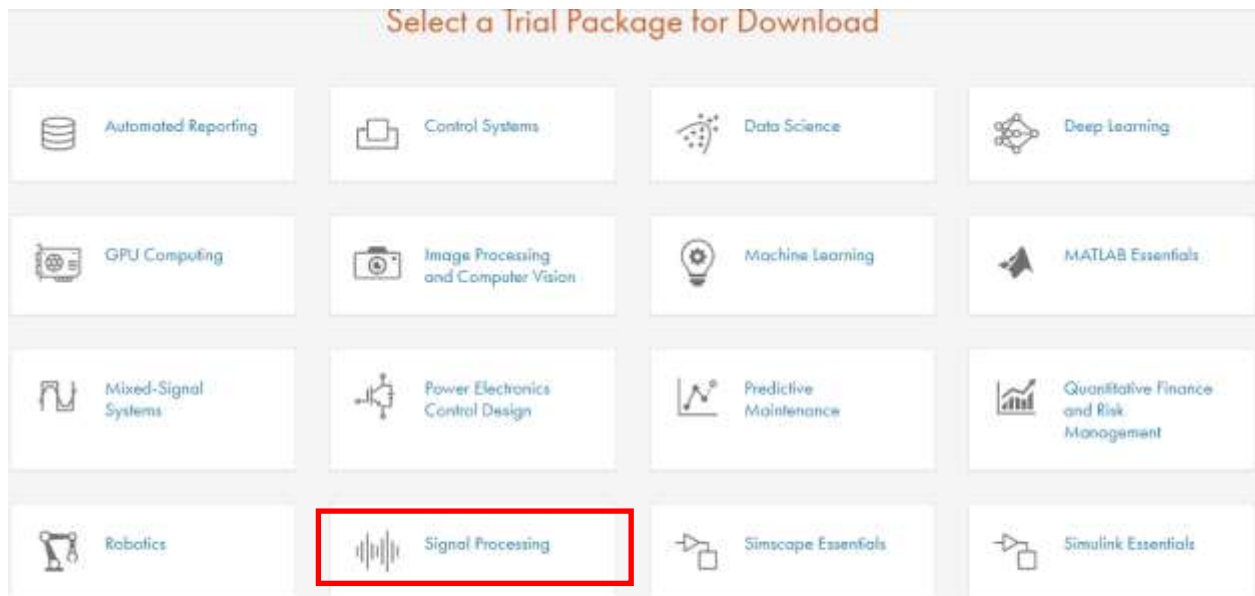 Select a Trial Package for Download
Automated Reporting
Control Systems
Data Science
Deep Learning
GPU Computing
Image Processing
and Computer Vision
Machine Learning
MATLAB Essentials
Mixed-Signal
Systems
Power Electronics
Control Design
Predictive
Maintenance
Quantitative Finance
and Risk
Management
Robotics
Signal Processing
Simscape Essentials
Simulink Essentials